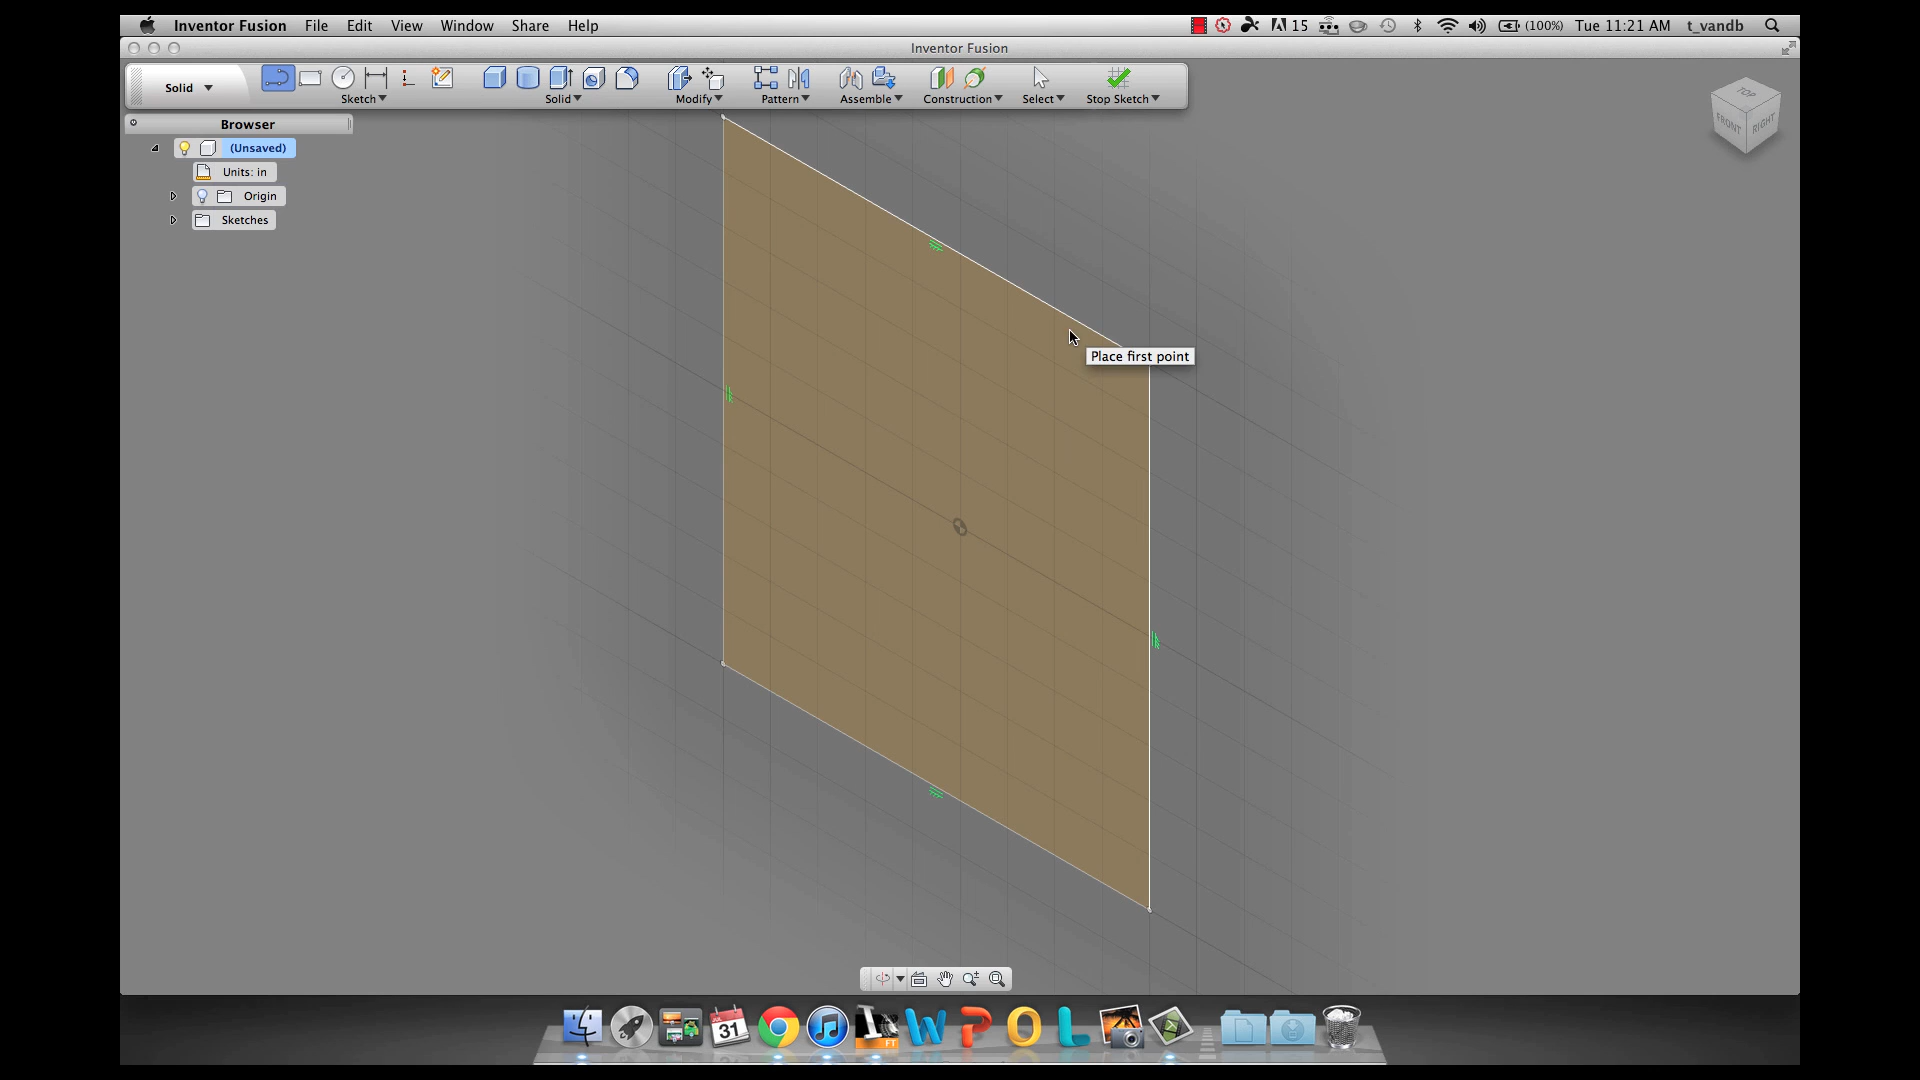 Inventor Fusion File Edit View Window Share Help 15 (100%) Tue 11:21 AM t_vandb
Inventor Fusion
Solid
Sketch Solid Modify Pattern Assemble Construction Select Stop Sketch
Browser
(Unsaved)
Units: in
Origin
Sketches
TOP
FRONT RIGHT
Place first point
JUL
31
FT